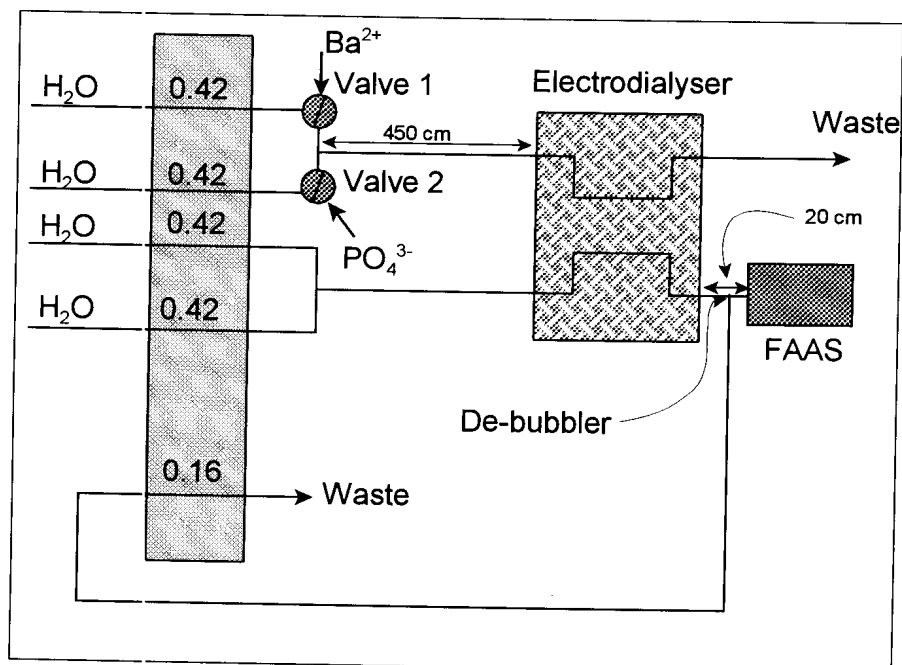 Ba²⁺
H₂O 0.42 Valve 1 Electrodialyser
450 cm Waste
H₂O 0.42 Valve 2
H₂O 0.42 20 cm
PO₄³⁻
H₂O 0.42
FAAS
De-bubbler
0.16
Waste